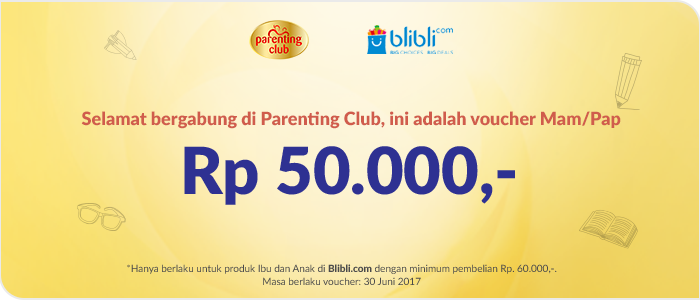 parenting
club
blibli.com
BIG CHOICES. BIG DEALS.
Selamat bergabung di Parenting Club, ini adalah voucher Mam/Pap
Rp 50.000,-
*Hanya berlaku untuk produk Ibu dan Anak di Blibli.com dengan minimum pembelian Rp. 60.000,-.
Masa berlaku voucher: 30 Juni 2017